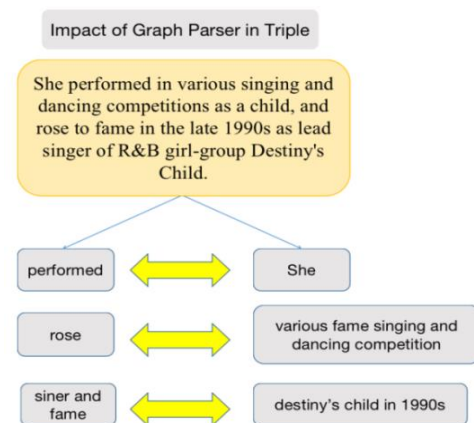 Impact of Graph Parser in Triple
She performed in various singing and
dancing competitions as a child, and
rose to fame in the late 1990s as lead
singer of R&B girl-group Destiny's
Child.
performed
She
rose
various fame singing and
dancing competition
siner and
fame
destiny's child in 1990s